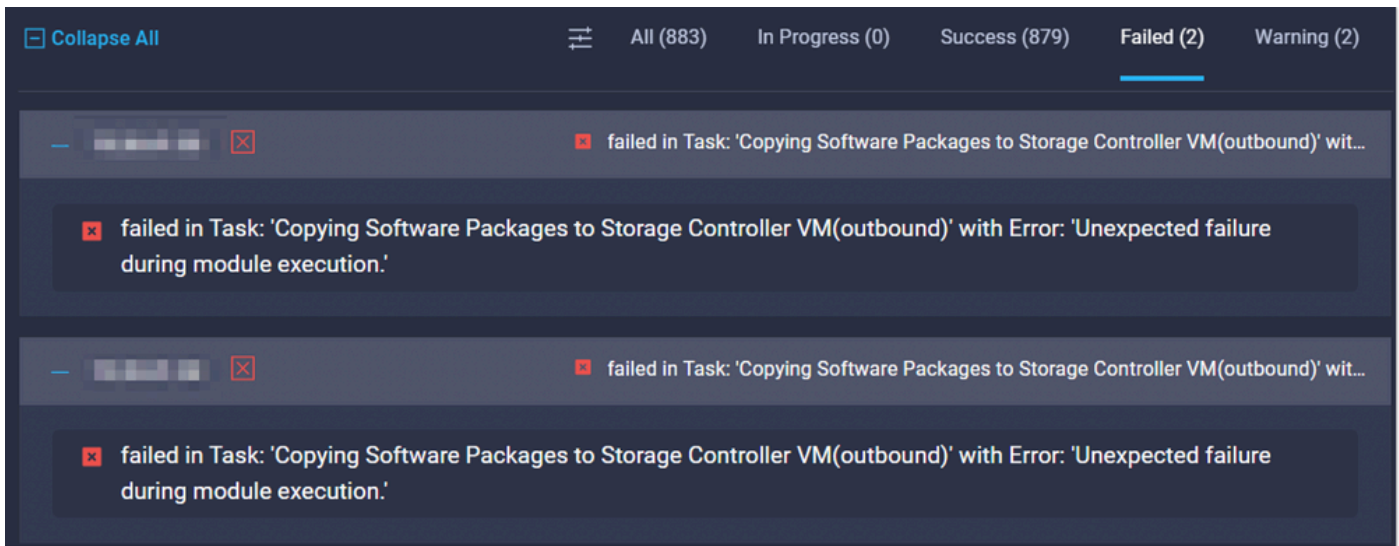 Collapse All
All (883) In Progress (0) Success (879) Failed (2) Warning (2)
failed in Task: 'Copying Software Packages to Storage Controller VM(outbound)' wit...
failed in Task: 'Copying Software Packages to Storage Controller VM(outbound)' with Error: 'Unexpected failure
during module execution.'
failed in Task: 'Copying Software Packages to Storage Controller VM(outbound)' wit...
failed in Task: 'Copying Software Packages to Storage Controller VM(outbound)' with Error: 'Unexpected failure
during module execution.'